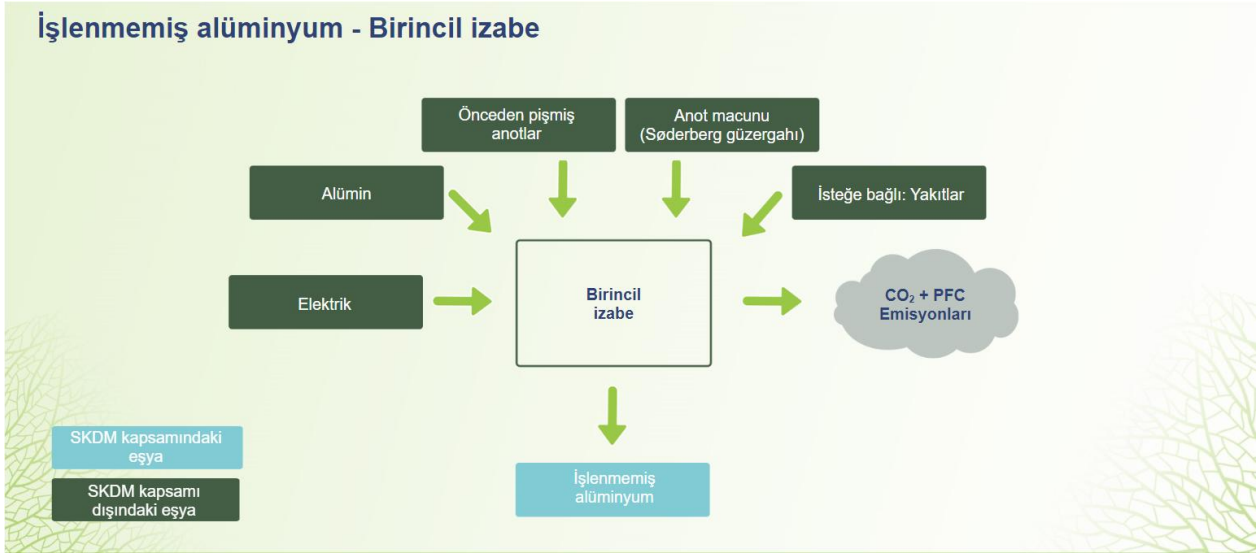 İşlenmemiş alüminyum - Birincil izabe
Önceden pişmiş
anotlar
Anot macunu
(Søderberg güzergahı)
Alümin
İsteğe bağlı: Yakıtlar
Elektrik
Birincil
izabe
CO₂ + PFC
Emisyonları
SKDM kapsamındaki
eşya
SKDM kapsamı
dışındaki eşya
İşlenmemiş
alüminyum